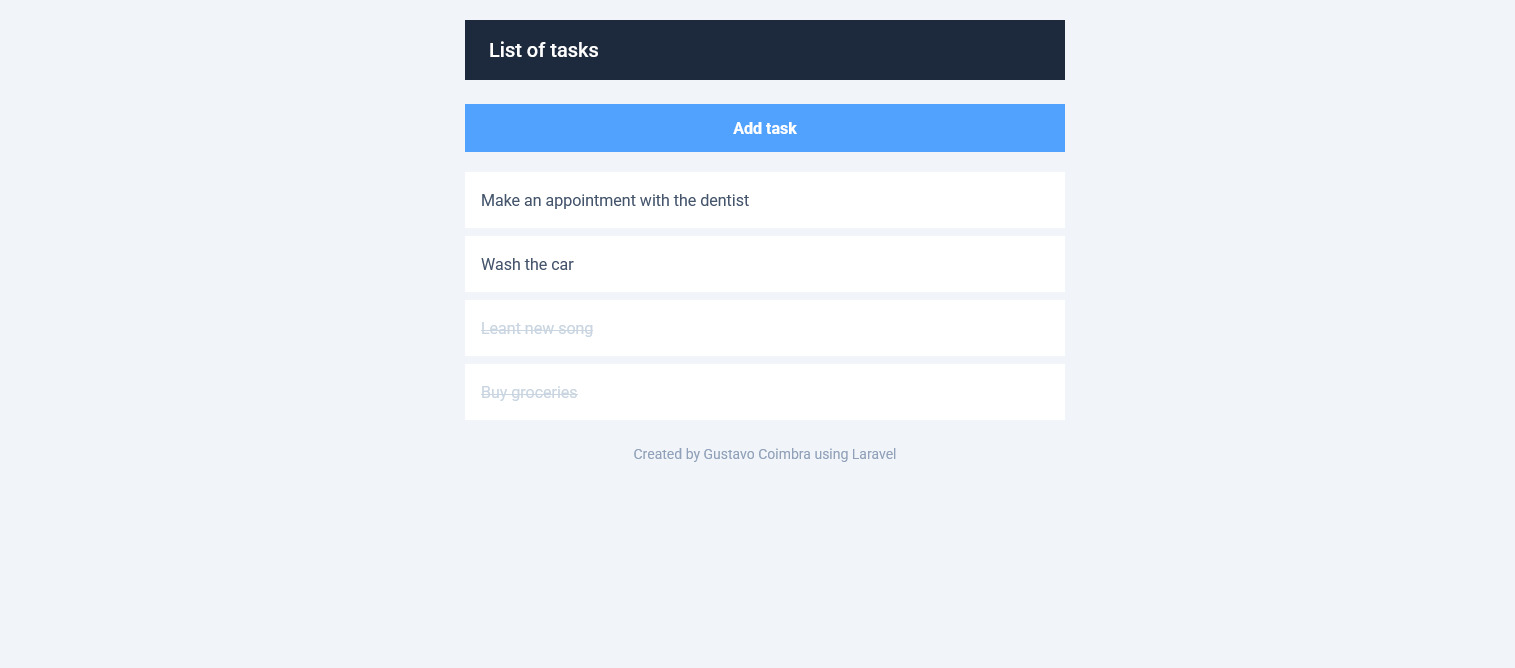 List of tasks
Add task
Make an appointment with the dentist
Wash the car
Leant new song
Buy groceries
Created by Gustavo Coimbra using Laravel